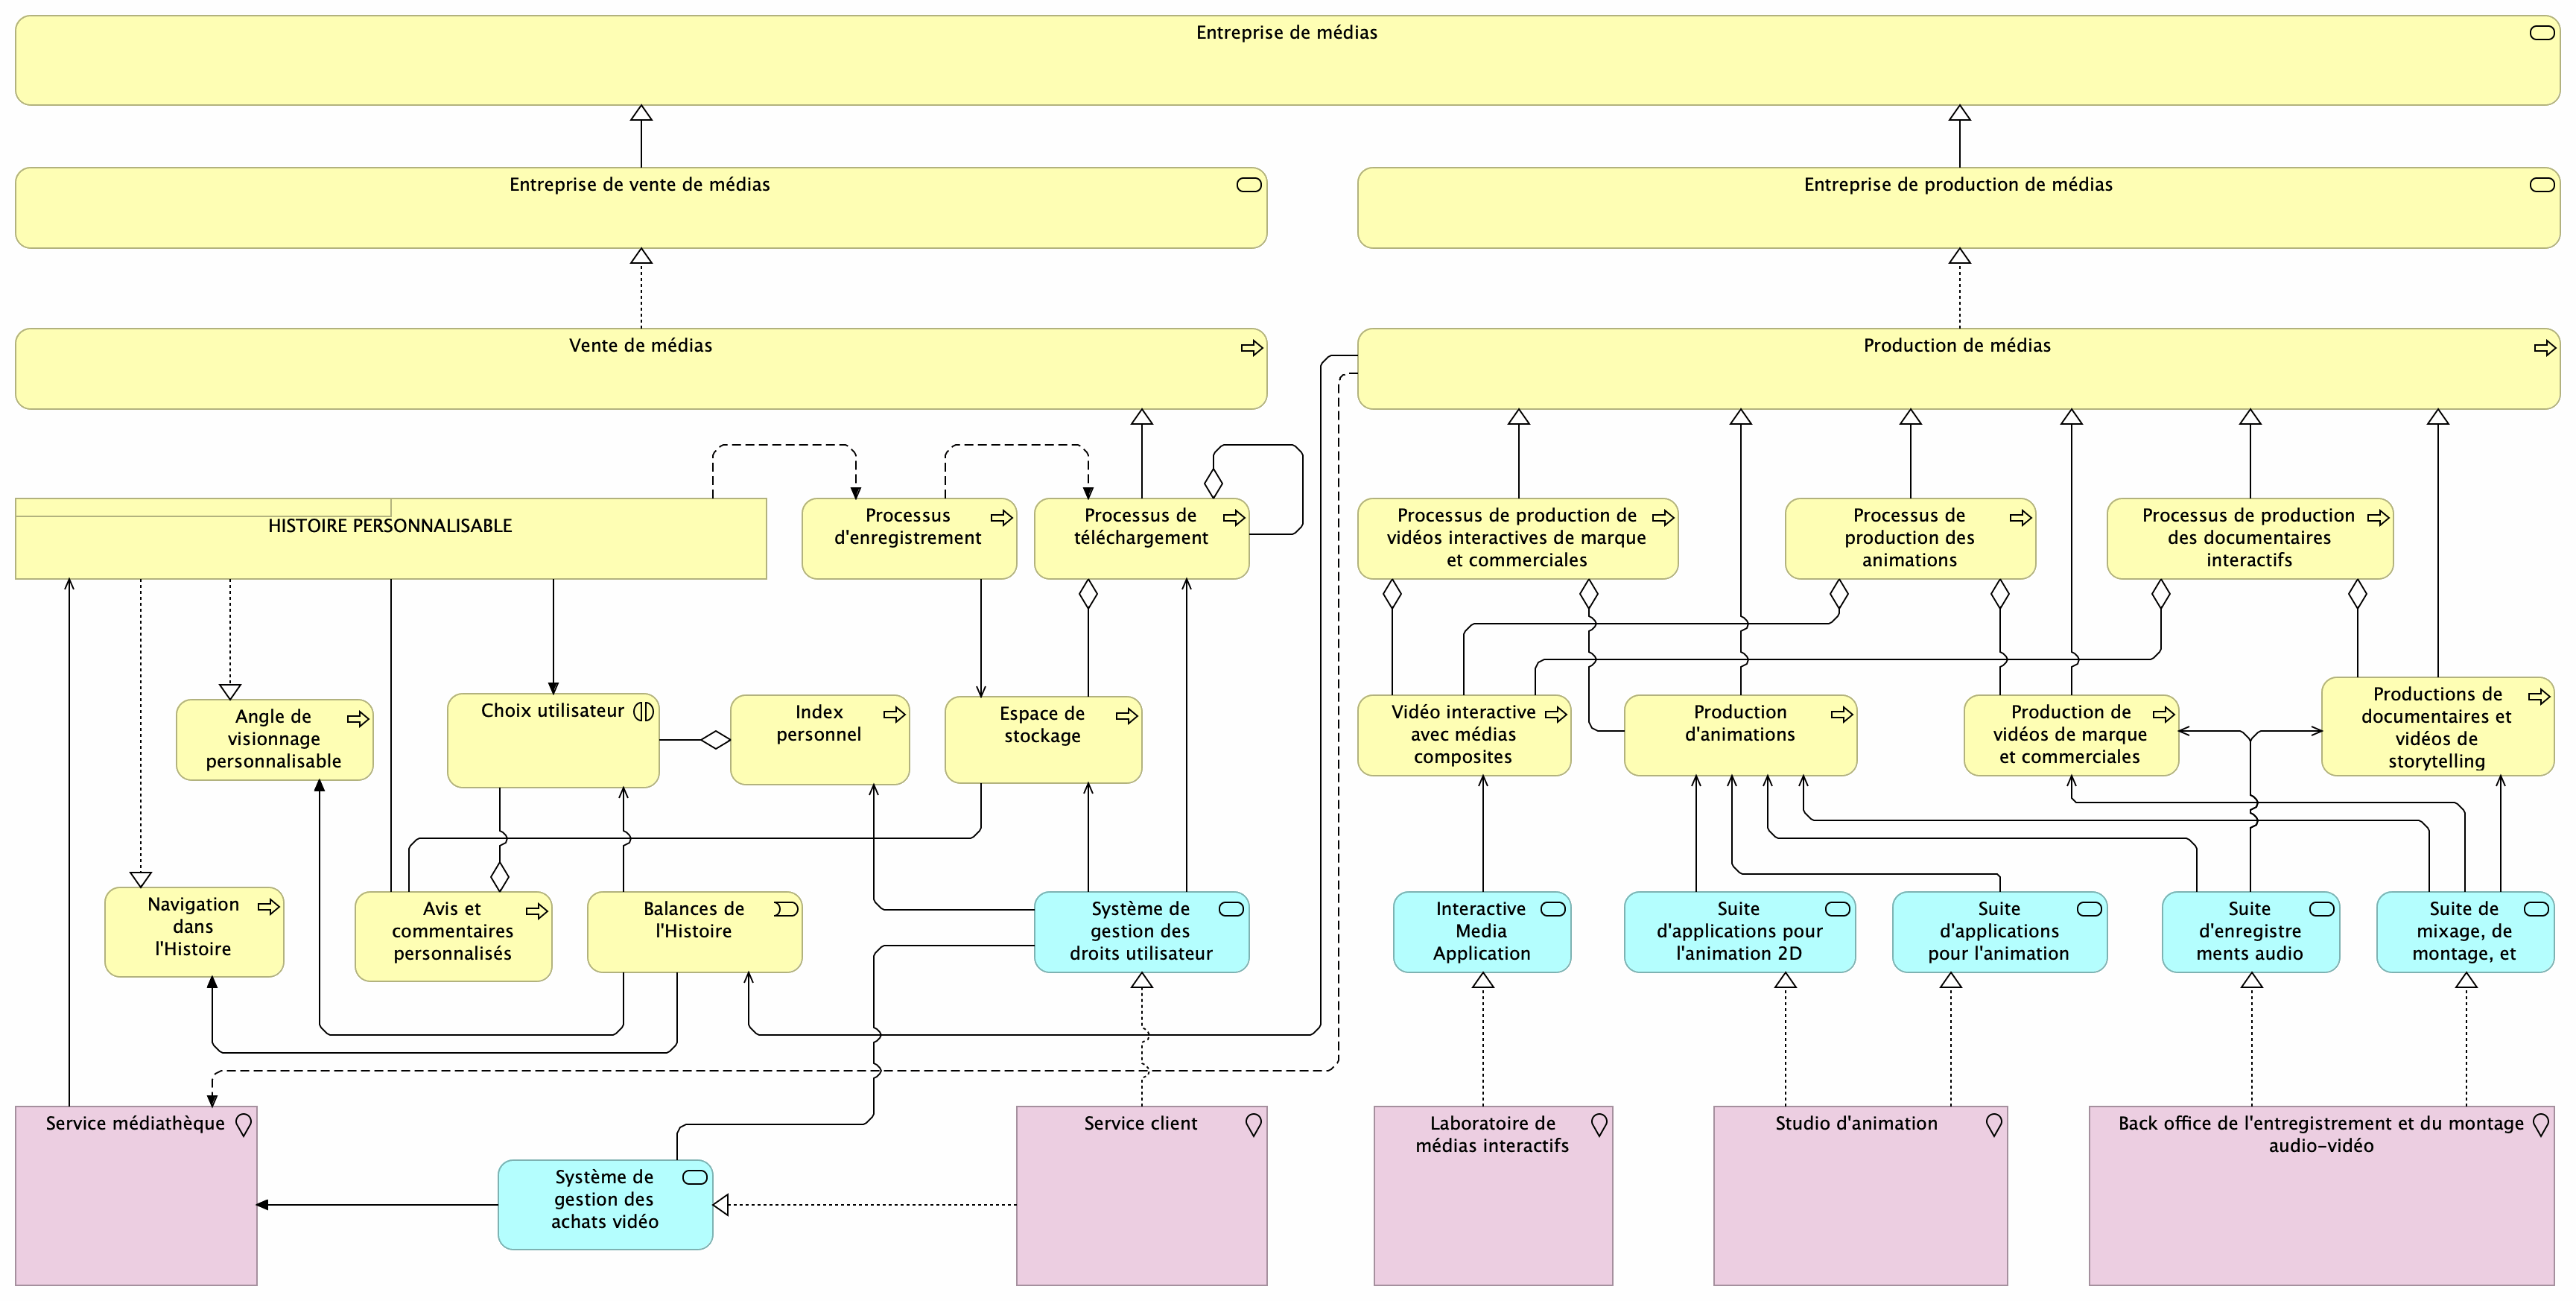 Entreprise de médias
Entreprise de vente de médias
Entreprise de production de médias
Vente de médias
Production de médias
HISTOIRE PERSONNALISABLE
Processus
d'enregistrement
Processus de
téléchargement
Processus de production de
vidéos interactives de marque
et commerciales
Processus de
production des
animations
Processus de production
des documentaires
interactifs
Angle de
visionnage
personnalisable
Choix utilisateur
Index
personnel
Espace de
stockage
Vidéo interactive
avec médias
composites
Production
d'animations
Production de
vidéos de marque
et commerciales
Productions de
documentaires et
vidéos de
storytelling
Navigation
dans
l'Histoire
Avis et
commentaires
personnalisés
Balances de
l'Histoire
Système de
gestion des
droits utilisateur
Interactive
Media
Application
Suite
d'applications pour
l'animation 2D
Suite
d'applications
pour l'animation
Suite
d'enregistre
ments audio
Suite de
mixage, de
montage, et
Service médiathèque
Système de
gestion des
achats vidéo
Service client
Laboratoire de
médias interactifs
Studio d'animation
Back office de l'entregistrement et du montage
audio-vidéo